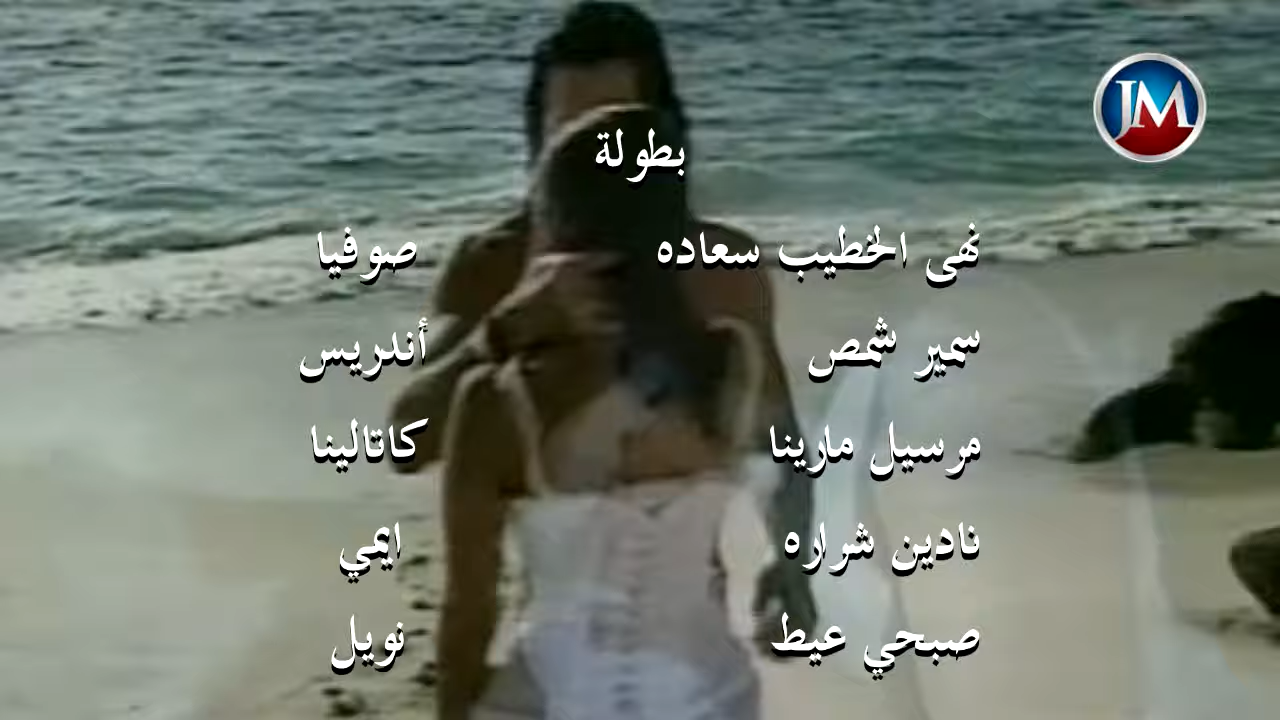 JM
بطولة
نهى الخطيب سعاده صوفيا
سمير شمص أندريس
مرسيل مارينا كاتالينا
نادين شراره ايمي
صبحي عيط نويل